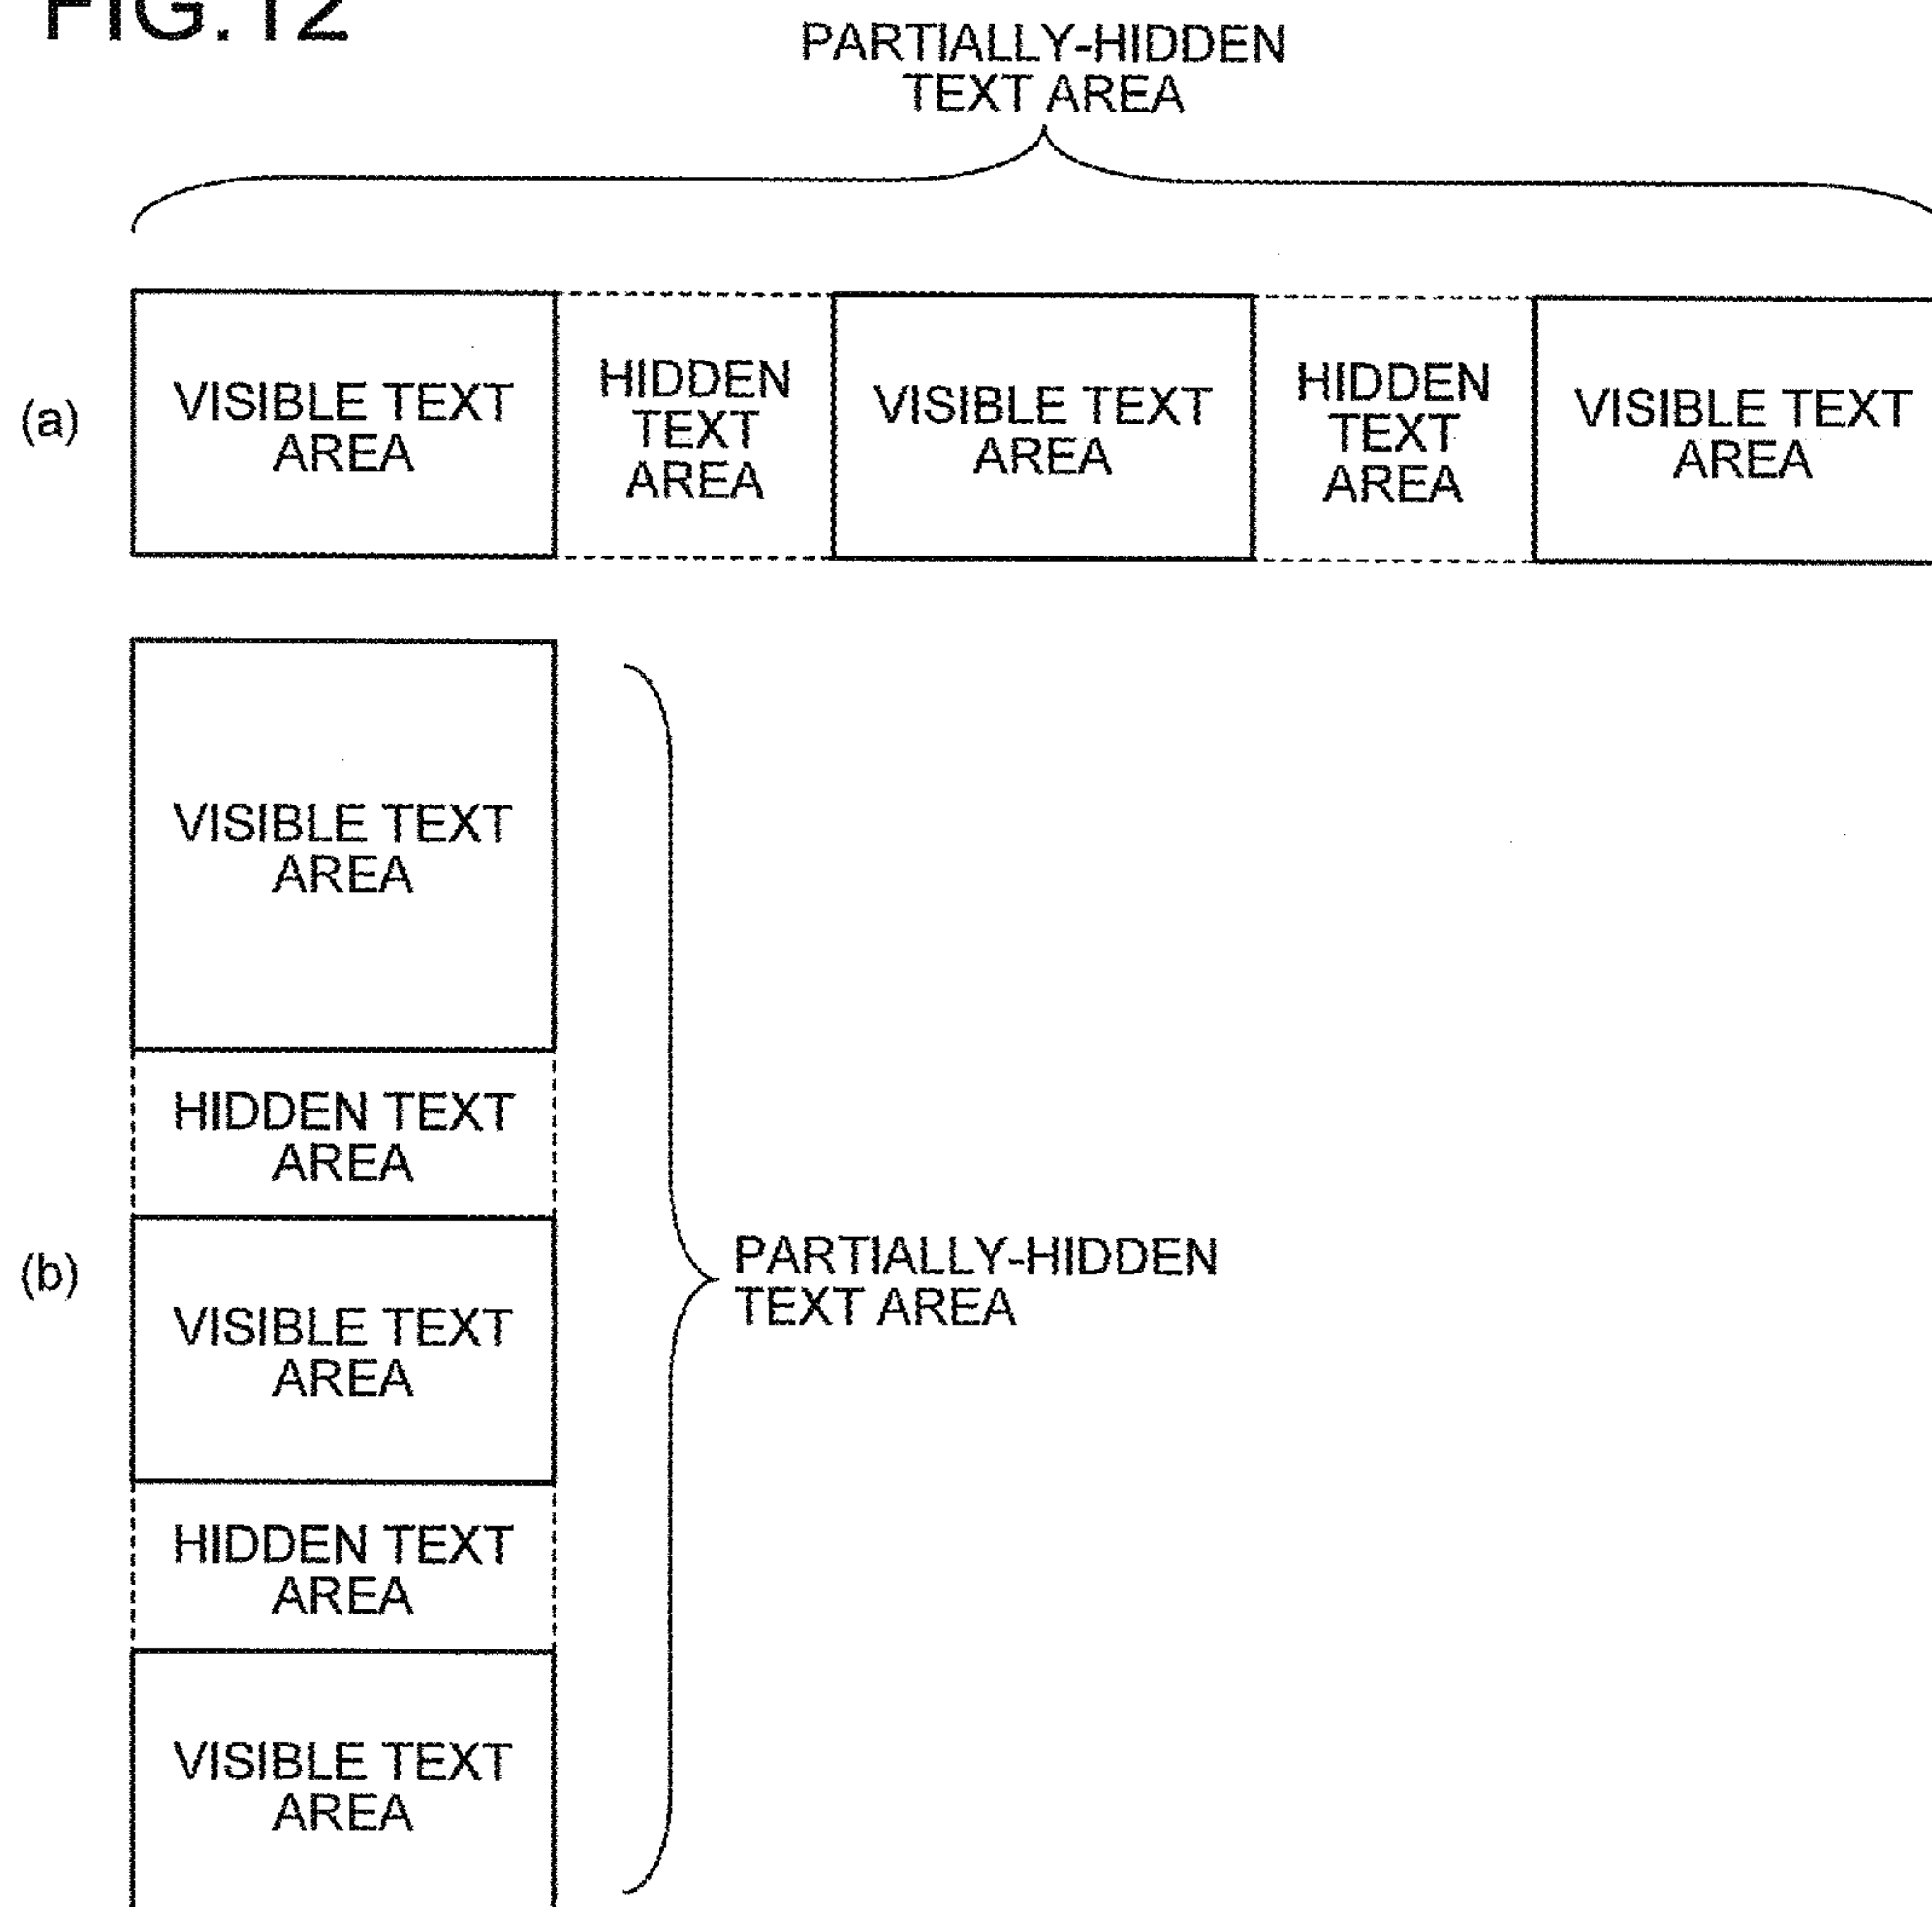 FIG.12
PARTIALLY-HIDDEN
TEXT AREA
(a)
VISIBLE TEXT
AREA
HIDDEN
TEXT
AREA
VISIBLE TEXT
AREA
HIDDEN
TEXT
AREA
VISIBLE TEXT
AREA
VISIBLE TEXT
AREA
HIDDEN TEXT
AREA
(b)
VISIBLE TEXT
AREA
PARTIALLY-HIDDEN
TEXT AREA
HIDDEN TEXT
AREA
VISIBLE TEXT
AREA